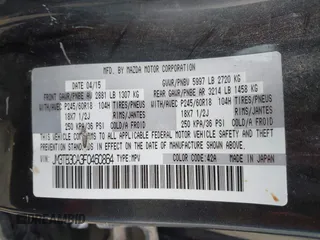 MFD. BY MAZDA MOTOR CORPORATION
DATE 04/15 GVWR/PNBV 5997 LB 2720 KG
FRONT GAWR/PNBE AV 2881 LB 1307 KG REAR GAWR/PNBE AR 3214 LB 1458 KG
WITH/AVEC P245/60R18 104H TIRES/PNEUS WITH/AVEC P245/60R18 104H TIRES/PNEUS
18X7 1/2J RIMS/JANTES 18X7 1/2J RIMS/JANTES
250 KPA/36 PSI COLD/A FROID 250 KPA/36 PSI COLD/A FROID
THIS VEHICLE CONFORMS TO ALL APPLICABLE FEDERAL MOTOR VEHICLE SAFETY STANDARDS IN EFFECT ON THE DATE OF MANUFACTURE SHOWN ABOVE.
JM3TB3CA3F0460864 TYPE:MPV COLOR CODE: 42A MADE IN JAPAN